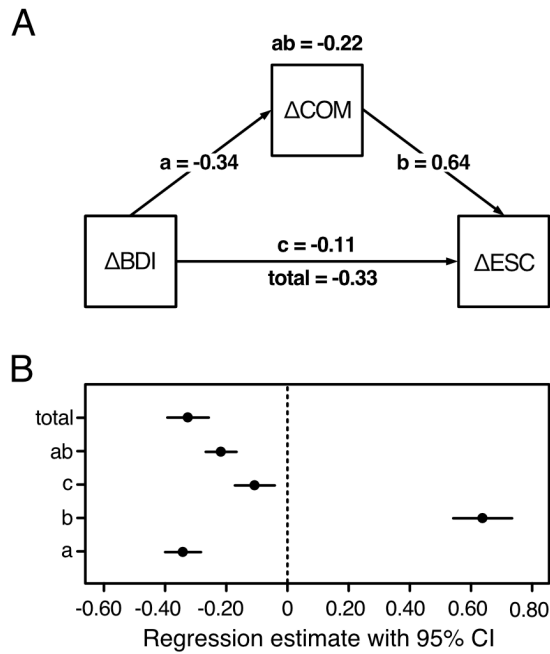 A
ab = -0.22
ΔCOM
a = -0.34
b = 0.64
ΔBDI
c = -0.11
total = -0.33
ΔESC
B
total
ab
c
b
a
-0.60 -0.40 -0.20 0 0.20 0.40 0.60 0.80
Regression estimate with 95% CI